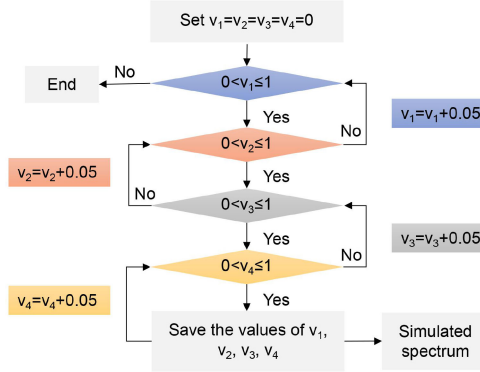 Set v₁=v₂=v₃=v₄=0
No
End
0<v₁≤1
v₁=v₁+0.05
Yes
No
0<v₂≤1
v₂=v₂+0.05
Yes
No
0<v₃≤1
v₃=v₃+0.05
Yes
No
0<v₄≤1
v₄=v₄+0.05
Yes
Save the values of v₁,
v₂, v₃, v₄
Simulated
spectrum